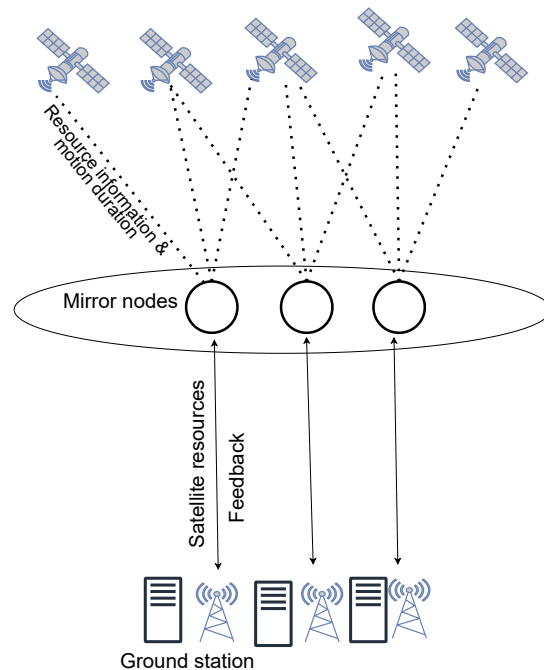 Resource information &
motion duration
Mirror nodes
Satellite resources
Feedback
Ground station